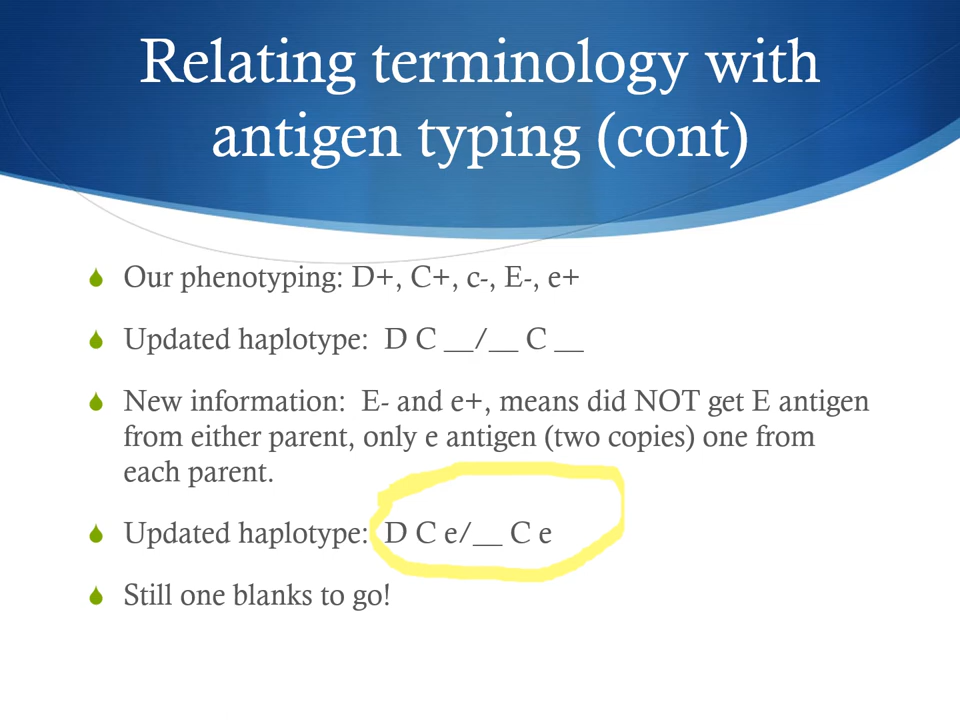 Relating terminology with
antigen typing (cont)
Our phenotyping: D+, C+, c-, E-, e+
Updated haplotype: D C __/__ C __
New information: E- and e+, means did NOT get E antigen
from either parent, only e antigen (two copies) one from
each parent.
Updated haplotype: D C e/__ C e
Still one blanks to go!